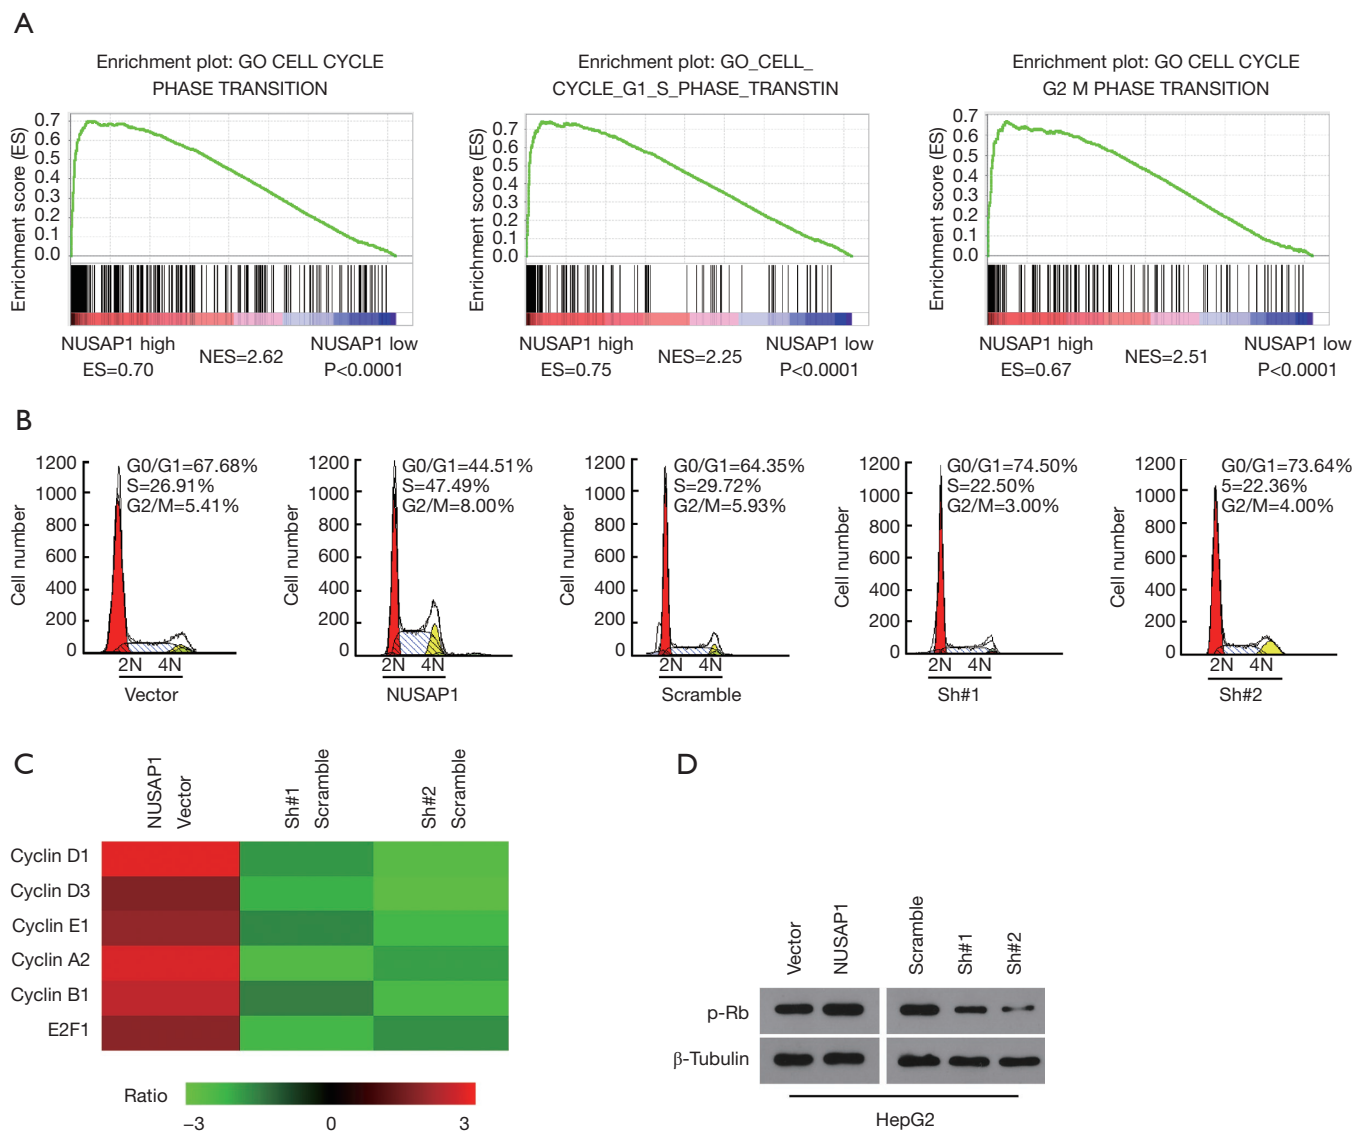 A
Enrichment plot: GO CELL CYCLE
PHASE TRANSITION
Enrichment plot: GO_CELL_
CYCLE_G1_S_PHASE_TRANSTIN
Enrichment plot: GO CELL CYCLE
G2 M PHASE TRANSITION
Enrichment score (ES)
0.7
0.6
0.5
0.4
0.3
0.2
0.1
0.0
Enrichment score (ES)
0.7
0.6
0.5
0.4
0.3
0.2
0.1
0.0
Enrichment score (ES)
0.7
0.6
0.5
0.4
0.3
0.2
0.1
0.0
NUSAP1 high
ES=0.70
NES=2.62
NUSAP1 low
P<0.0001
NUSAP1 high
ES=0.75
NES=2.25
NUSAP1 low
P<0.0001
NUSAP1 high
ES=0.67
NES=2.51
NUSAP1 low
P<0.0001
B
Cell number
1200
1000
800
600
400
200
0
G0/G1=67.68%
S=26.91%
G2/M=5.41%
2N 4N
Vector
Cell number
1200
1000
800
600
400
200
0
G0/G1=44.51%
S=47.49%
G2/M=8.00%
2N 4N
NUSAP1
Cell number
1200
1000
800
600
400
200
0
G0/G1=64.35%
S=29.72%
G2/M=5.93%
2N 4N
Scramble
Cell number
1200
1000
800
600
400
200
0
G0/G1=74.50%
S=22.50%
G2/M=3.00%
2N 4N
Sh#1
Cell number
1200
1000
800
600
400
200
0
G0/G1=73.64%
5=22.36%
G2/M=4.00%
2N 4N
Sh#2
C
NUSAP1
Vector
Sh#1
Scramble
Sh#2
Scramble
Cyclin D1
Cyclin D3
Cyclin E1
Cyclin A2
Cyclin B1
E2F1
Ratio
−3 0 3
D
Vector
NUSAP1
Scramble
Sh#1
Sh#2
p-Rb
β-Tubulin
HepG2